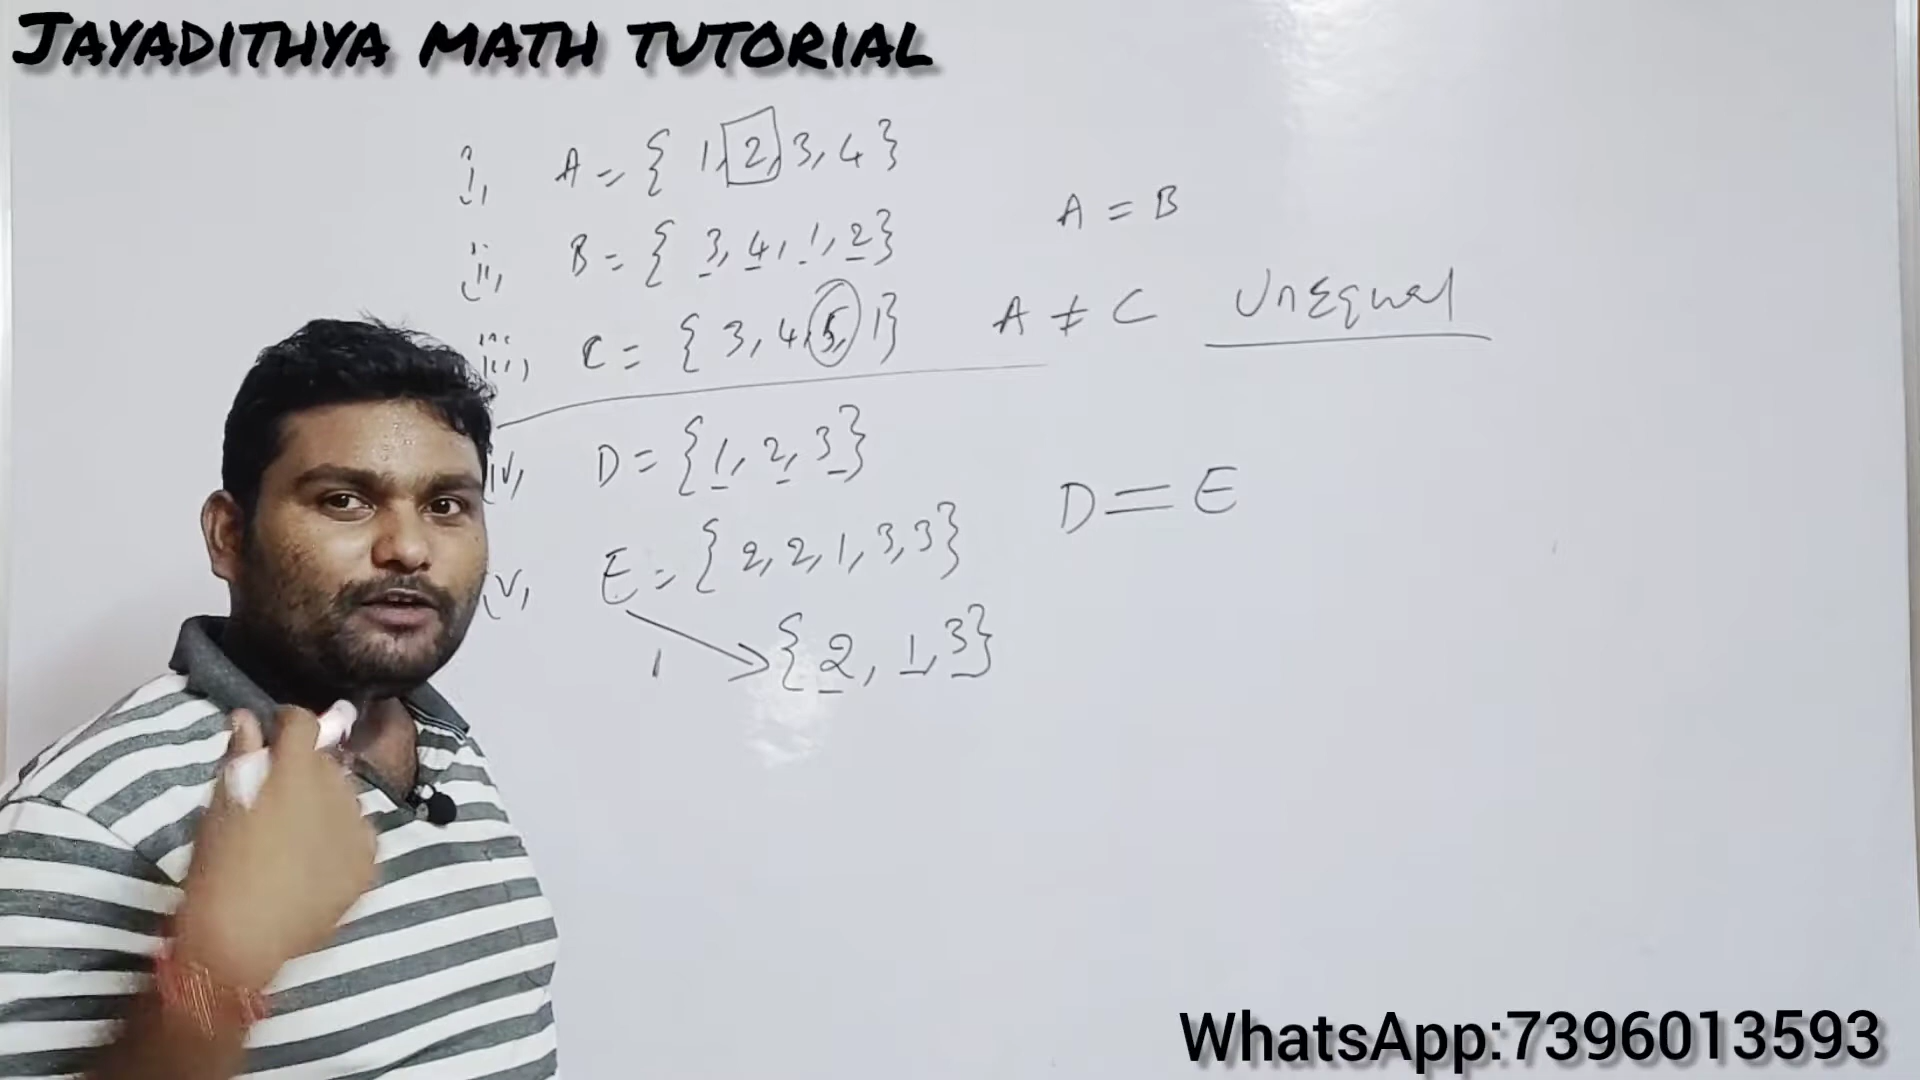 JAYADITHYA MATH TUTORIAL
i, A = { 1, 2, 3, 4 }
ii, B = { 3, 4, 1, 2 } A = B
iii) C = { 3, 4, 5, 1 } A ≠ C UnEqual
iv, D = { 1, 2, 3 }
D = E
v, E = { 2, 2, 1, 3, 3 }
{ 2, 1, 3 }
WhatsApp:7396013593